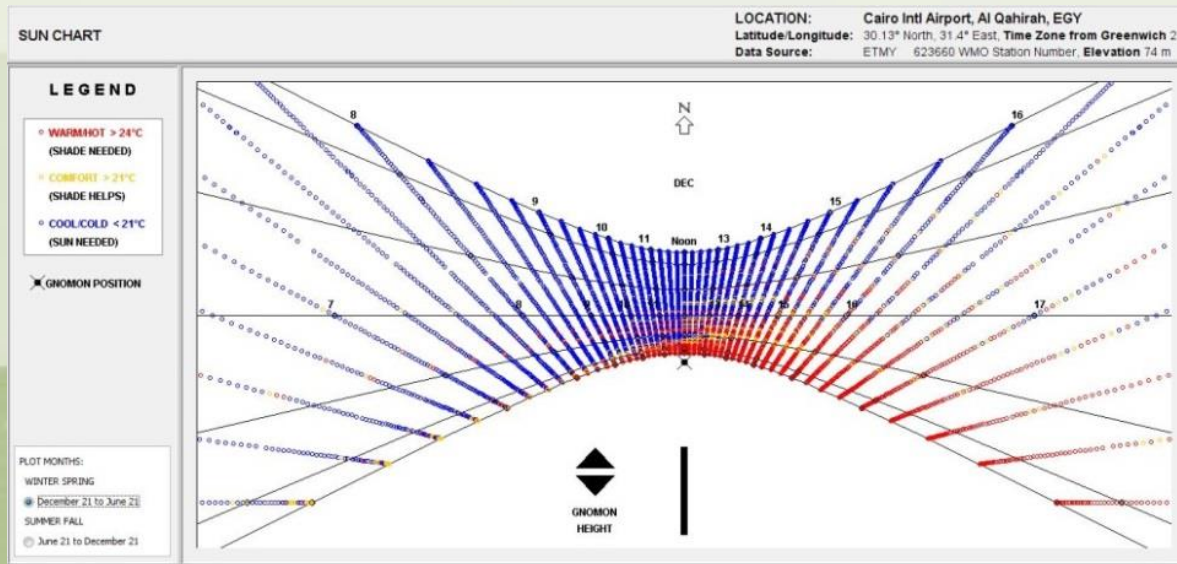 SUN CHART
LOCATION: Cairo Intl Airport, Al Qahirah, EGY
Latitude/Longitude: 30.13° North, 31.4° East, Time Zone from Greenwich 2
Data Source: ETMY 623660 WMO Station Number, Elevation 74 m
LEGEND
WARM/HOT > 24°C
(SHADE NEEDED)
COMFORT > 21°C
(SHADE HELPS)
COOL/COLD < 21°C
(SUN NEEDED)
GNOMON POSITION
PLOT MONTHS:
WINTER SPRING
December 21 to June 21
SUMMER FALL
June 21 to December 21
N
DEC
8 9 10 11 Noon 13 14 15 16
7 8 15 16 17
GNOMON
HEIGHT